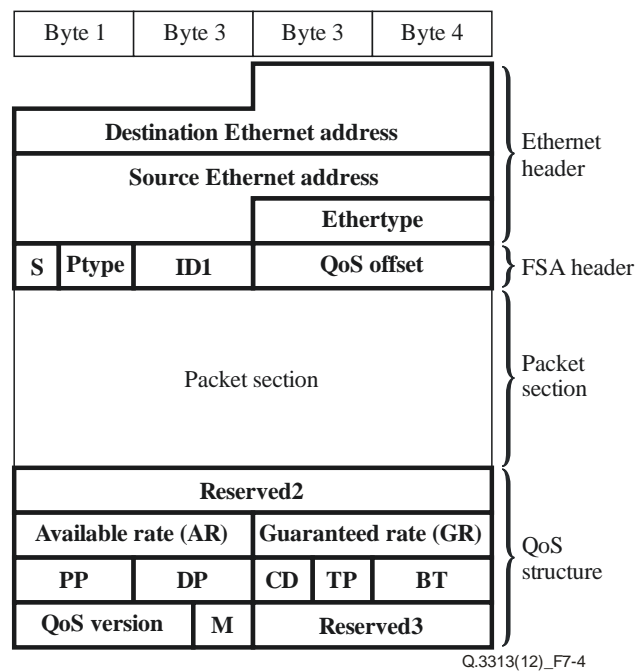 Byte 1 Byte 3 Byte 3 Byte 4
Destination Ethernet address
Source Ethernet address
Ethertype
Ethernet
header
S Ptype ID1 QoS offset
FSA header
Packet section
Packet
section
Reserved2
Available rate (AR) Guaranteed rate (GR)
PP DP CD TP BT
QoS version M Reserved3
QoS
structure
Q.3313(12)_F7-4